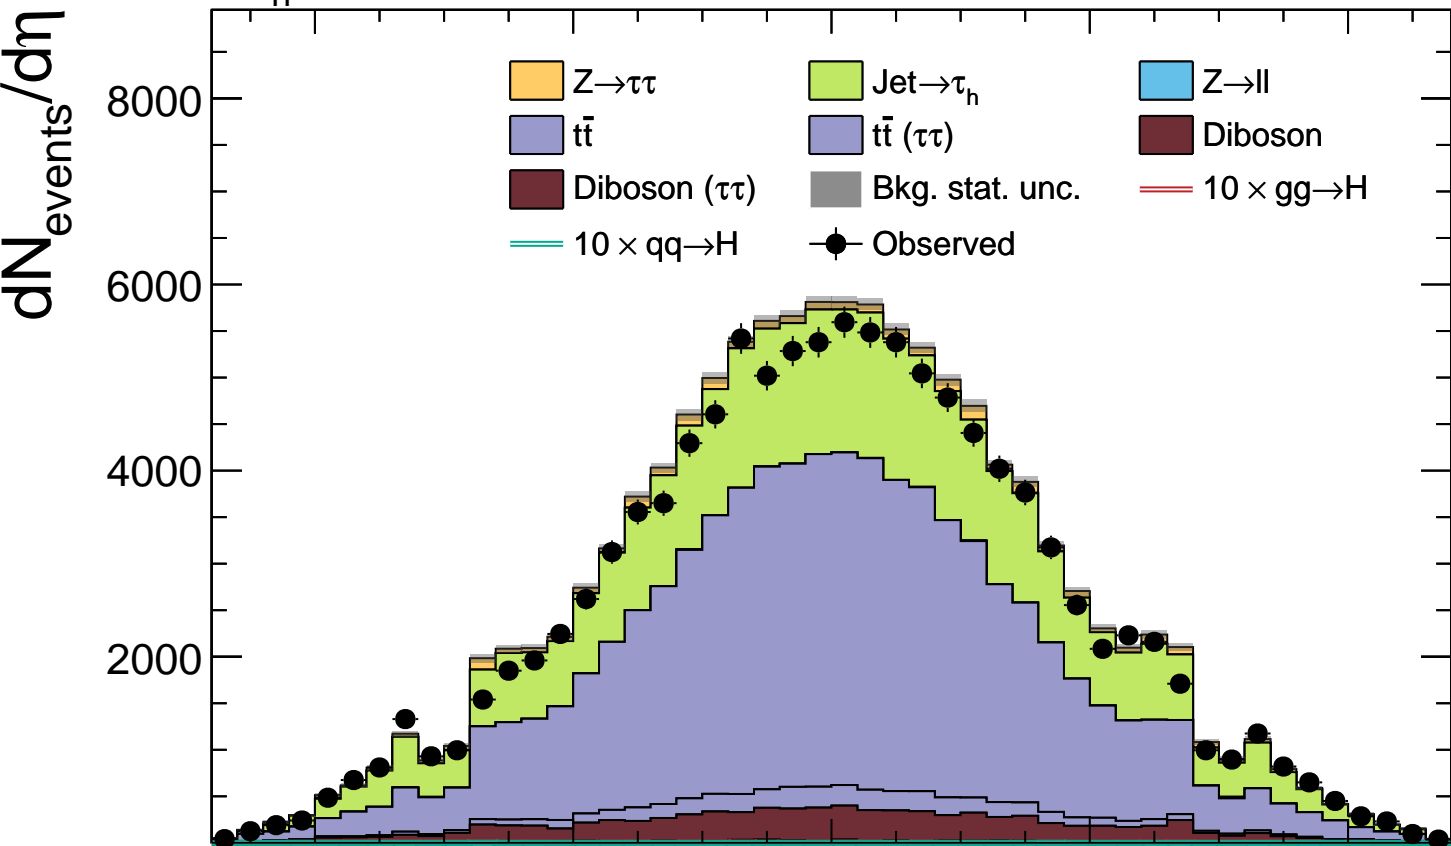 dN_events/dη
8000
6000
4000
2000
Z→ττ
Jet→τ_h
Z→ll
tt̄
tt̄ (ττ)
Diboson
Diboson (ττ)
Bkg. stat. unc.
10 × gg→H
10 × qq→H
Observed